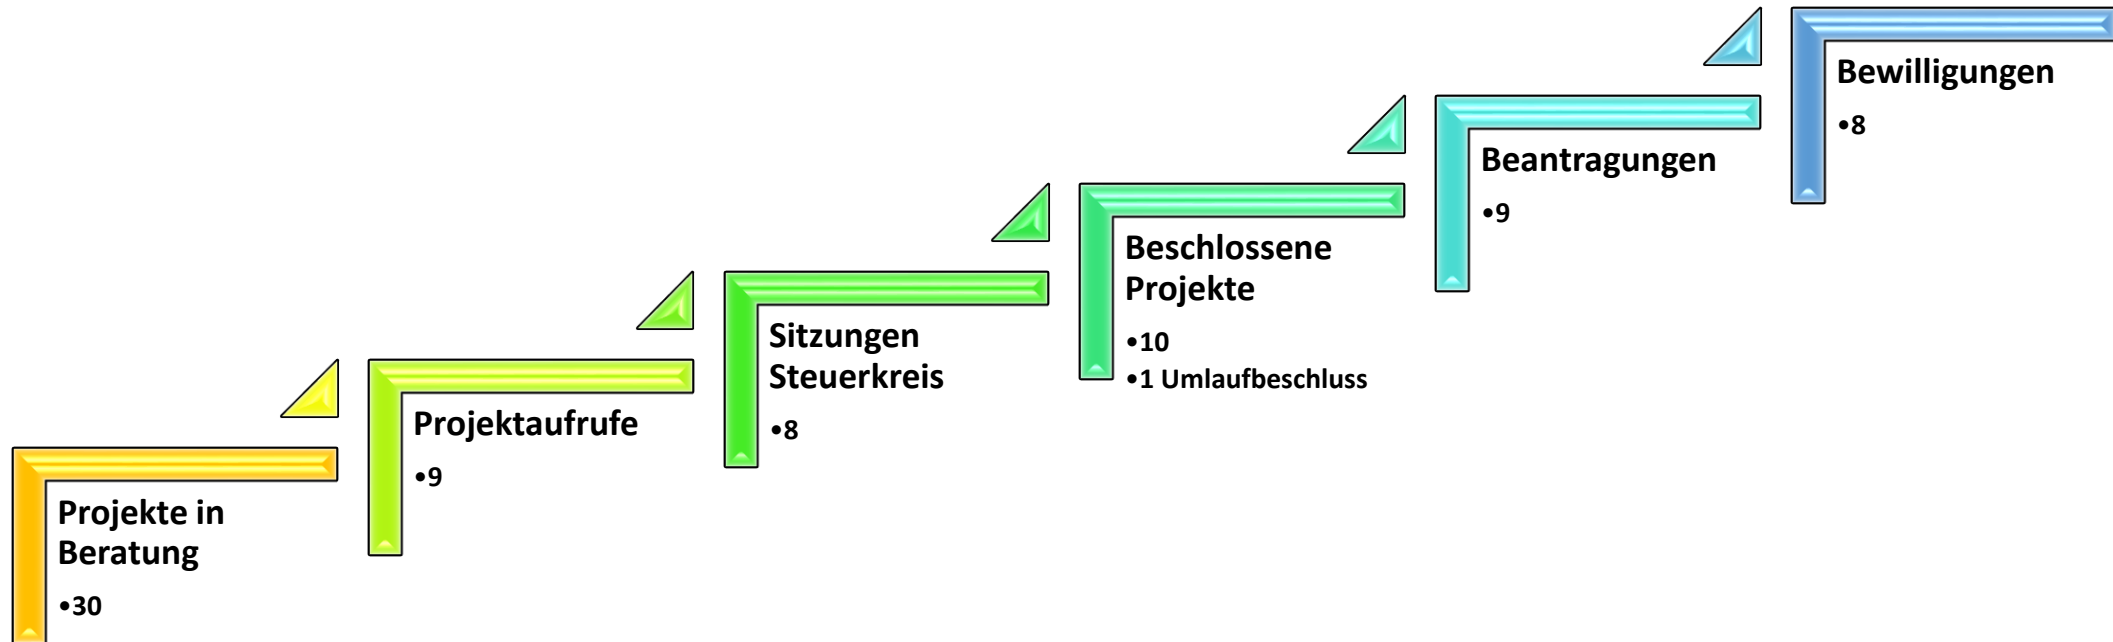 Projekte in
Beratung
•30
Projektaufrufe
•9
Sitzungen
Steuerkreis
•8
Beschlossene
Projekte
•10
•1 Umlaufbeschluss
Beantragungen
•9
Bewilligungen
•8